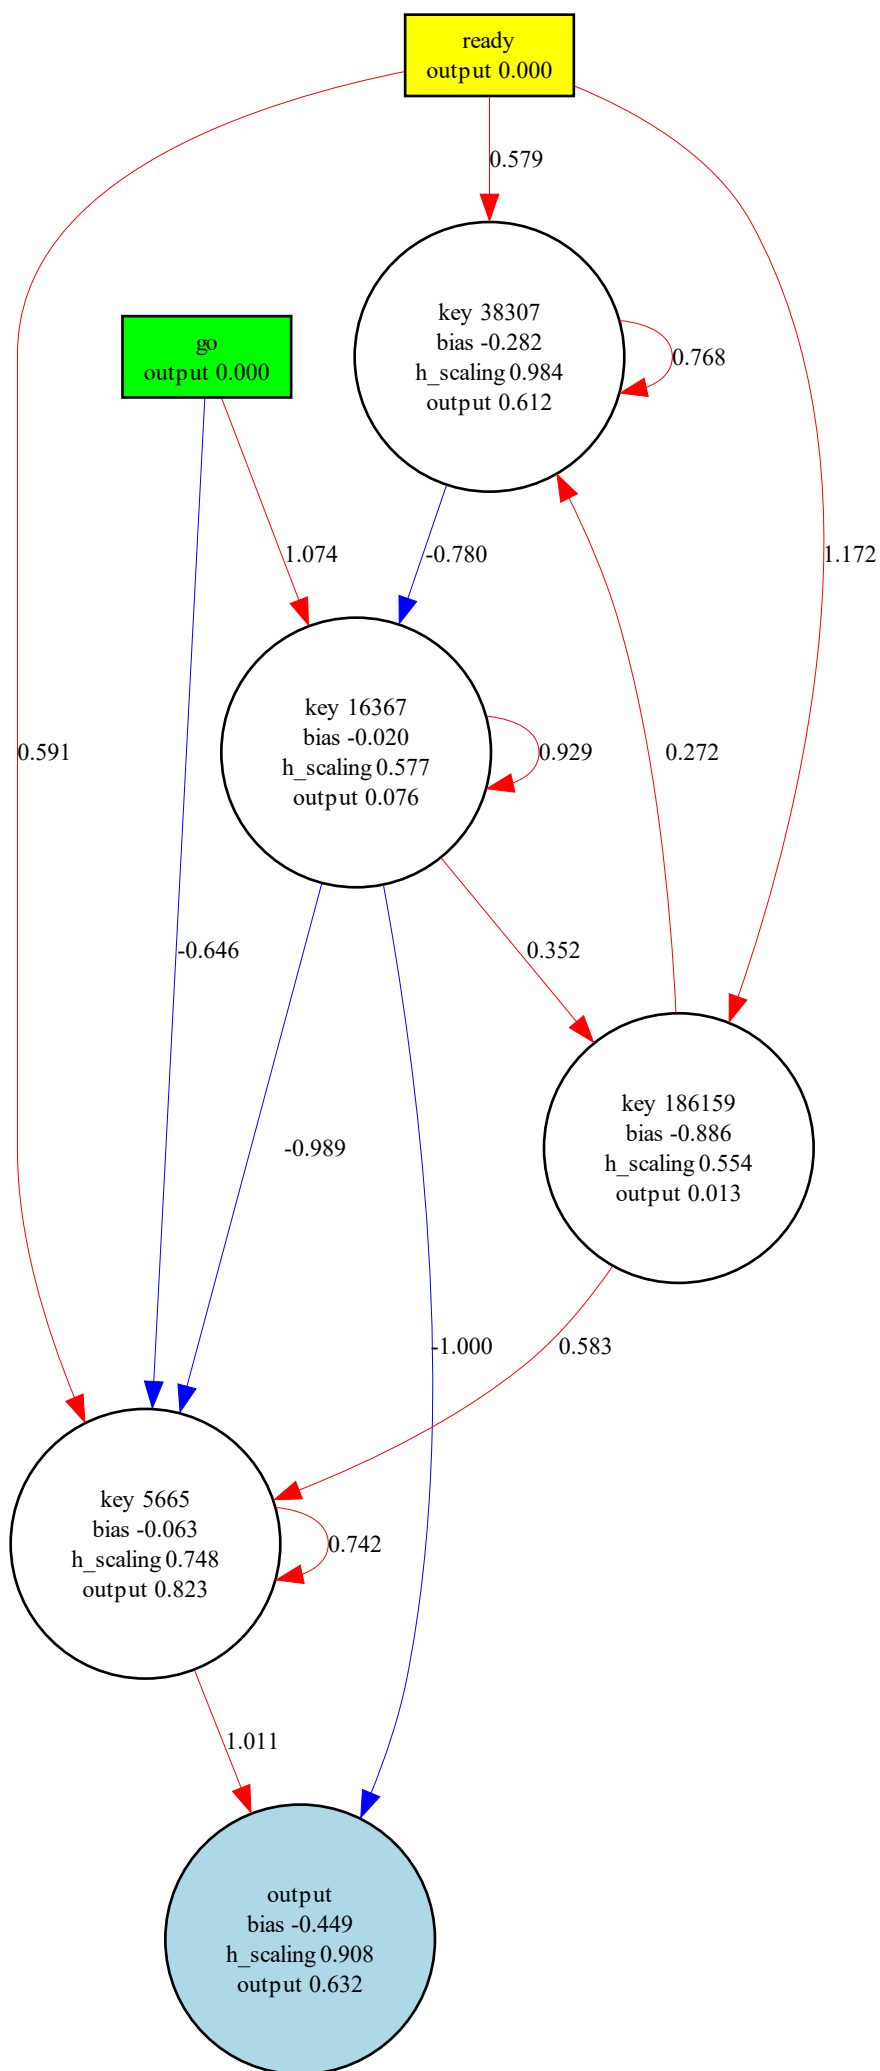 ready
output 0.000
0.579
go
output 0.000
key 38307
bias -0.282
h_scaling 0.984
output 0.612
0.768
1.074
-0.780
1.172
key 16367
bias -0.020
h_scaling 0.577
output 0.076
0.591
0.929
0.272
-0.646
0.352
key 186159
bias -0.886
h_scaling 0.554
output 0.013
-0.989
-1.000
0.583
key 5665
bias -0.063
h_scaling 0.748
output 0.823
0.742
1.011
output
bias -0.449
h_scaling 0.908
output 0.632